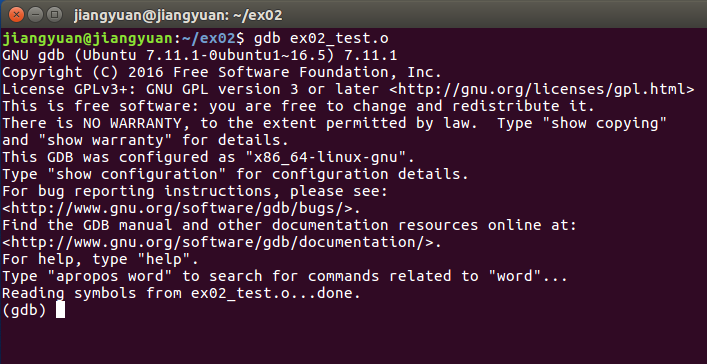 jiangyuan@jiangyuan: ~/ex02
jiangyuan@jiangyuan:~/ex02$ gdb ex02_test.o
GNU gdb (Ubuntu 7.11.1-0ubuntu1~16.5) 7.11.1
Copyright (C) 2016 Free Software Foundation, Inc.
License GPLv3+: GNU GPL version 3 or later <http://gnu.org/licenses/gpl.html>
This is free software: you are free to change and redistribute it.
There is NO WARRANTY, to the extent permitted by law.  Type "show copying"
and "show warranty" for details.
This GDB was configured as "x86_64-linux-gnu".
Type "show configuration" for configuration details.
For bug reporting instructions, please see:
<http://www.gnu.org/software/gdb/bugs/>.
Find the GDB manual and other documentation resources online at:
<http://www.gnu.org/software/gdb/documentation/>.
For help, type "help".
Type "apropos word" to search for commands related to "word"...
Reading symbols from ex02_test.o...done.
(gdb)